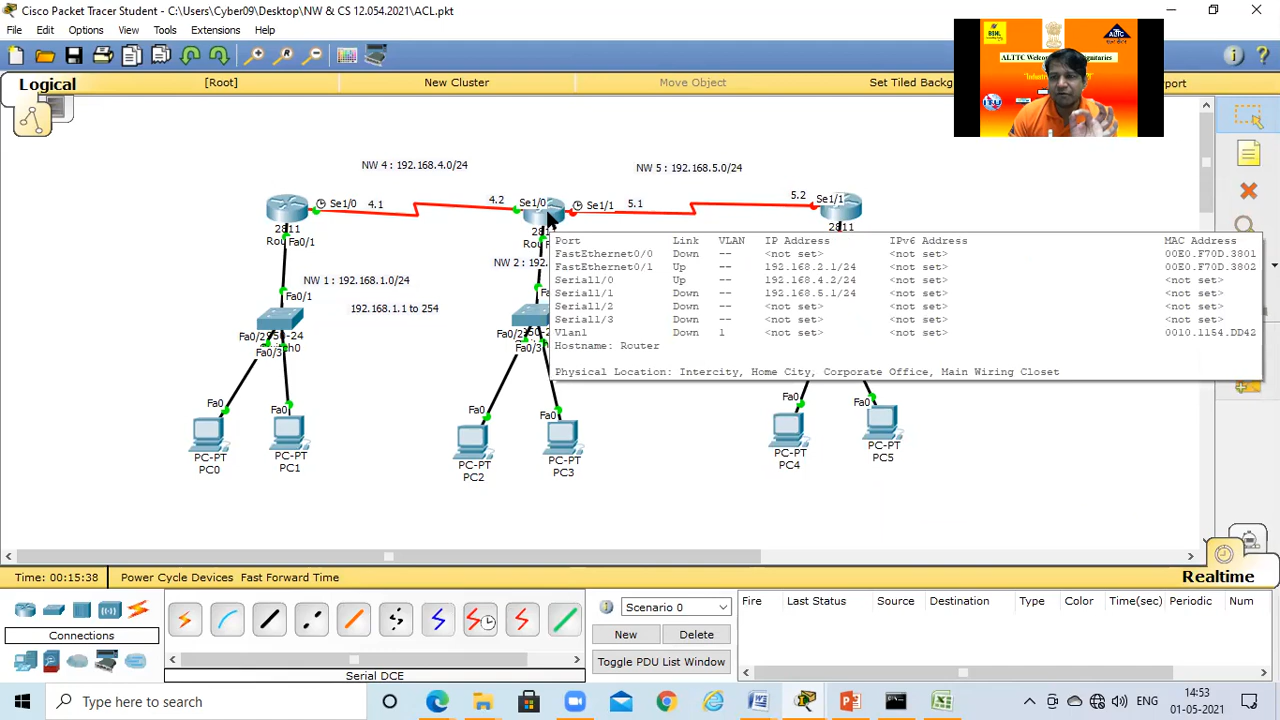 Cisco Packet Tracer Student - C:\Users\Cyber09\Desktop\NW & CS 12.054.2021\ACL.pkt
File Edit Options View Tools Extensions Help
Logical [Root] New Cluster Move Object Set Tiled Backg port
BSNL
ALTTC
ALTTC Welcom
"Indust
NW 4 : 192.168.4.0/24
NW 5 : 192.168.5.0/24
Se1/0 4.1 4.2 Se1/0 Se1/1 5.1 5.2 Se1/1
2811 2811
Fa0/1
NW 1 : 192.168.1.0/24
NW 2 : 192.
Fa0/1
192.168.1.1 to 254
Port Link VLAN IP Address IPv6 Address MAC Address
FastEthernet0/0 Down -- <not set> <not set> 00E0.F70D.3801
FastEthernet0/1 Up -- 192.168.2.1/24 <not set> 00E0.F70D.3802
Serial1/0 Up -- 192.168.4.2/24 <not set> <not set>
Serial1/1 Down -- 192.168.5.1/24 <not set> <not set>
Serial1/2 Down -- <not set> <not set> <not set>
Serial1/3 Down -- <not set> <not set> <not set>
Vlan1 Down 1 <not set> <not set> 0010.1154.DD42
Hostname: Router
Physical Location: Intercity, Home City, Corporate Office, Main Wiring Closet
Fa0/3
Fa0/3
Fa0 Fa0 Fa0 Fa0 Fa0 Fa0
PC-PT PC-PT PC-PT PC-PT PC-PT PC-PT
PC0 PC1 PC2 PC3 PC4 PC5
Time: 00:15:38 Power Cycle Devices Fast Forward Time Realtime
Scenario 0
Fire Last Status Source Destination Type Color Time(sec) Periodic Num
New Delete
Connections
Toggle PDU List Window
Serial DCE
Type here to search
ENG
14:53
01-05-2021